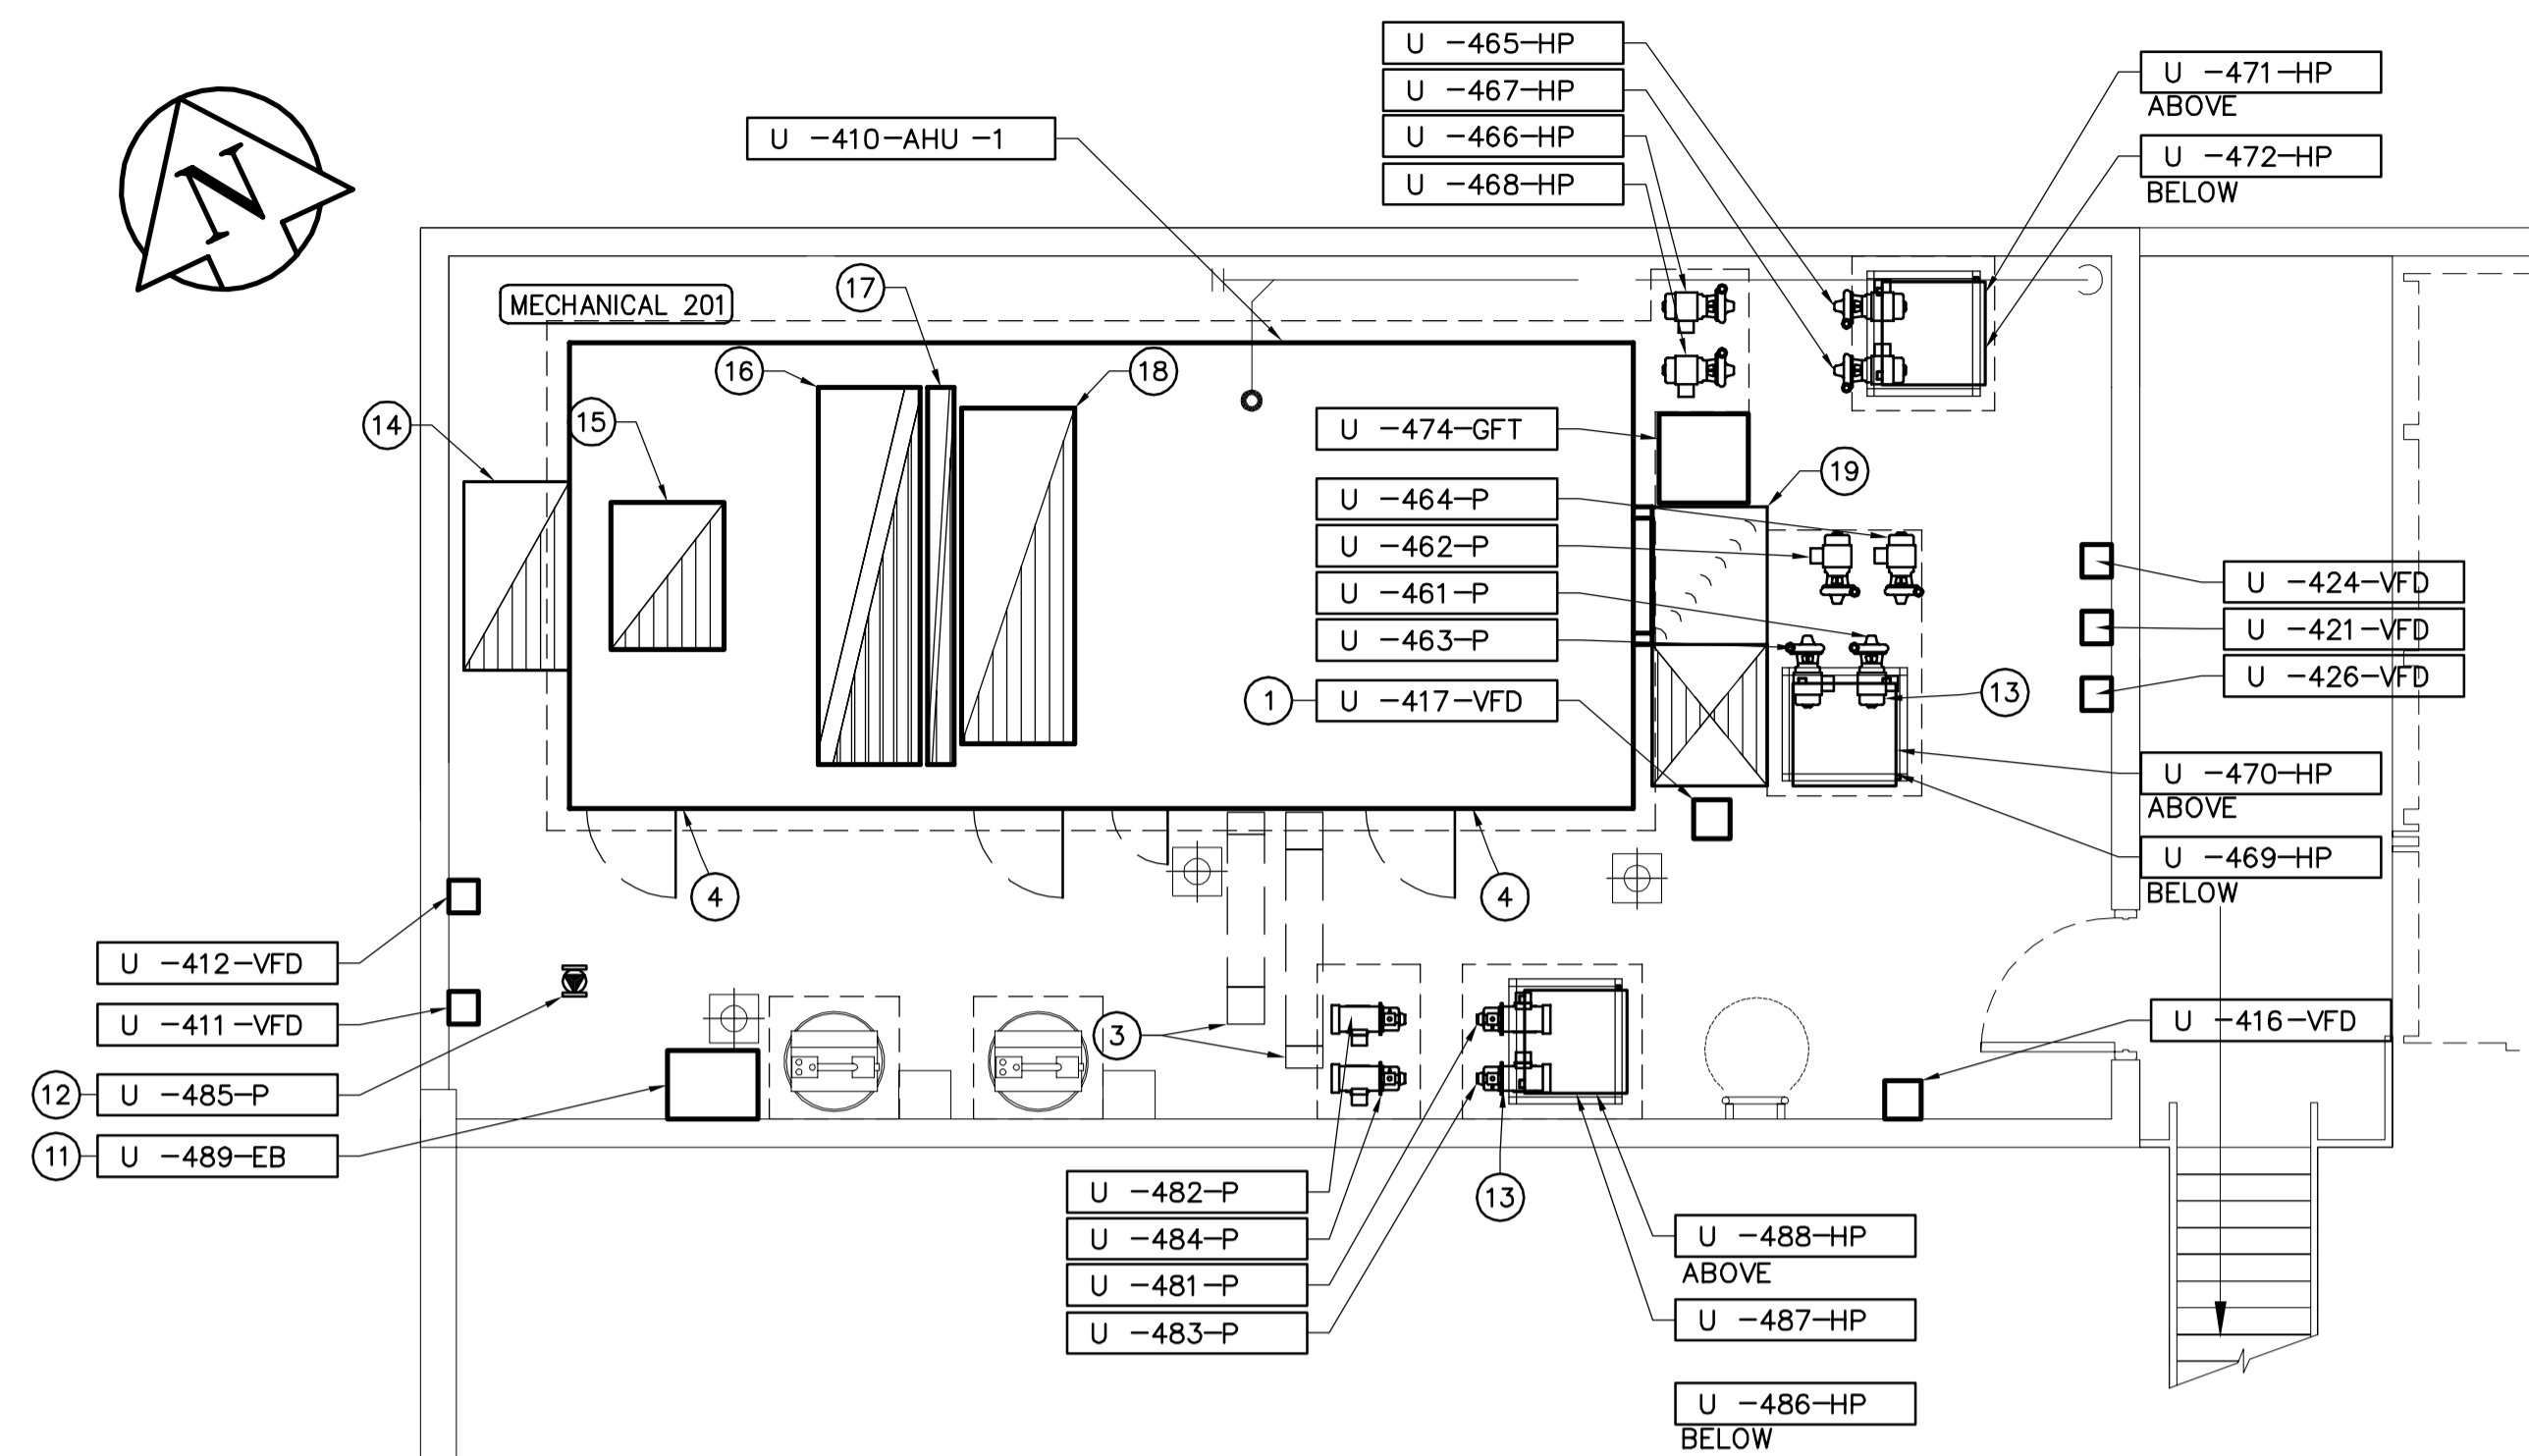 U -465-HP
U -467-HP
U -466-HP
U -468-HP
U -471-HP
ABOVE
U -472-HP
BELOW
U -410-AHU -1
N
MECHANICAL 201
17
16
18
14
15
U -474-GFT
19
U -464-P
U -462-P
U -461-P
U -463-P
1
U -417-VFD
13
U -424-VFD
U -421-VFD
U -426-VFD
U -470-HP
ABOVE
U -469-HP
BELOW
4
4
U -412-VFD
U -411-VFD
3
U -416-VFD
12
U -485-P
11
U -489-EB
U -482-P
U -484-P
U -481-P
U -483-P
13
U -488-HP
ABOVE
U -487-HP
U -486-HP
BELOW